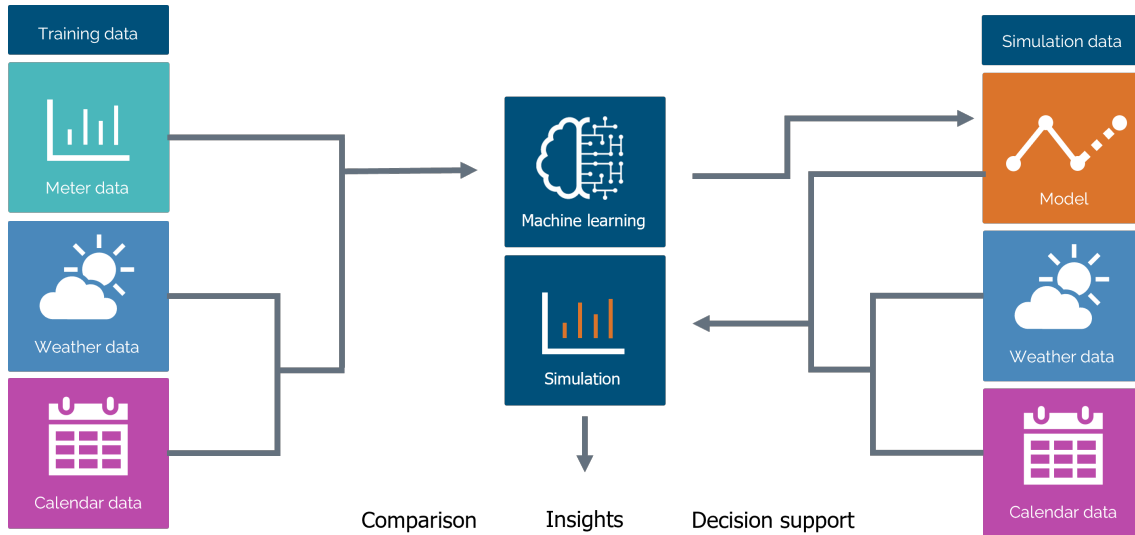 Training data
Meter data
Weather data
Calendar data
Machine learning
Simulation
Simulation data
Model
Weather data
Calendar data
Comparison
Insights
Decision support